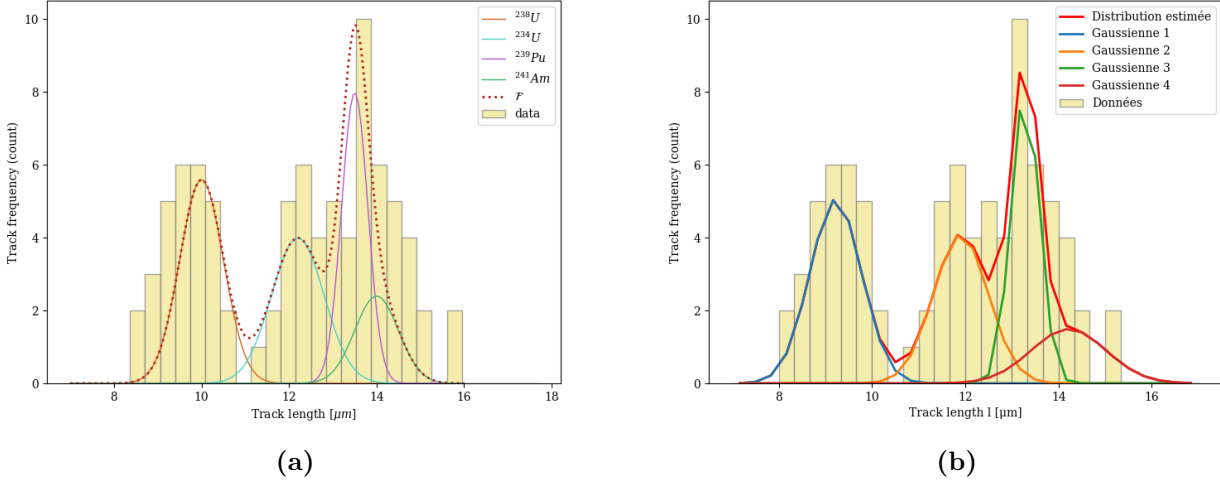 10
8
6
4
2
0
Track frequency (count)
8
10
12
14
16
18
Track length [μm]
²³⁸U
²³⁴U
²³⁹Pu
²⁴¹Am
ℱ
data
(a)
10
8
6
4
2
0
Track frequency (count)
8
10
12
14
16
Track length l [μm]
Distribution estimée
Gaussienne 1
Gaussienne 2
Gaussienne 3
Gaussienne 4
Données
(b)